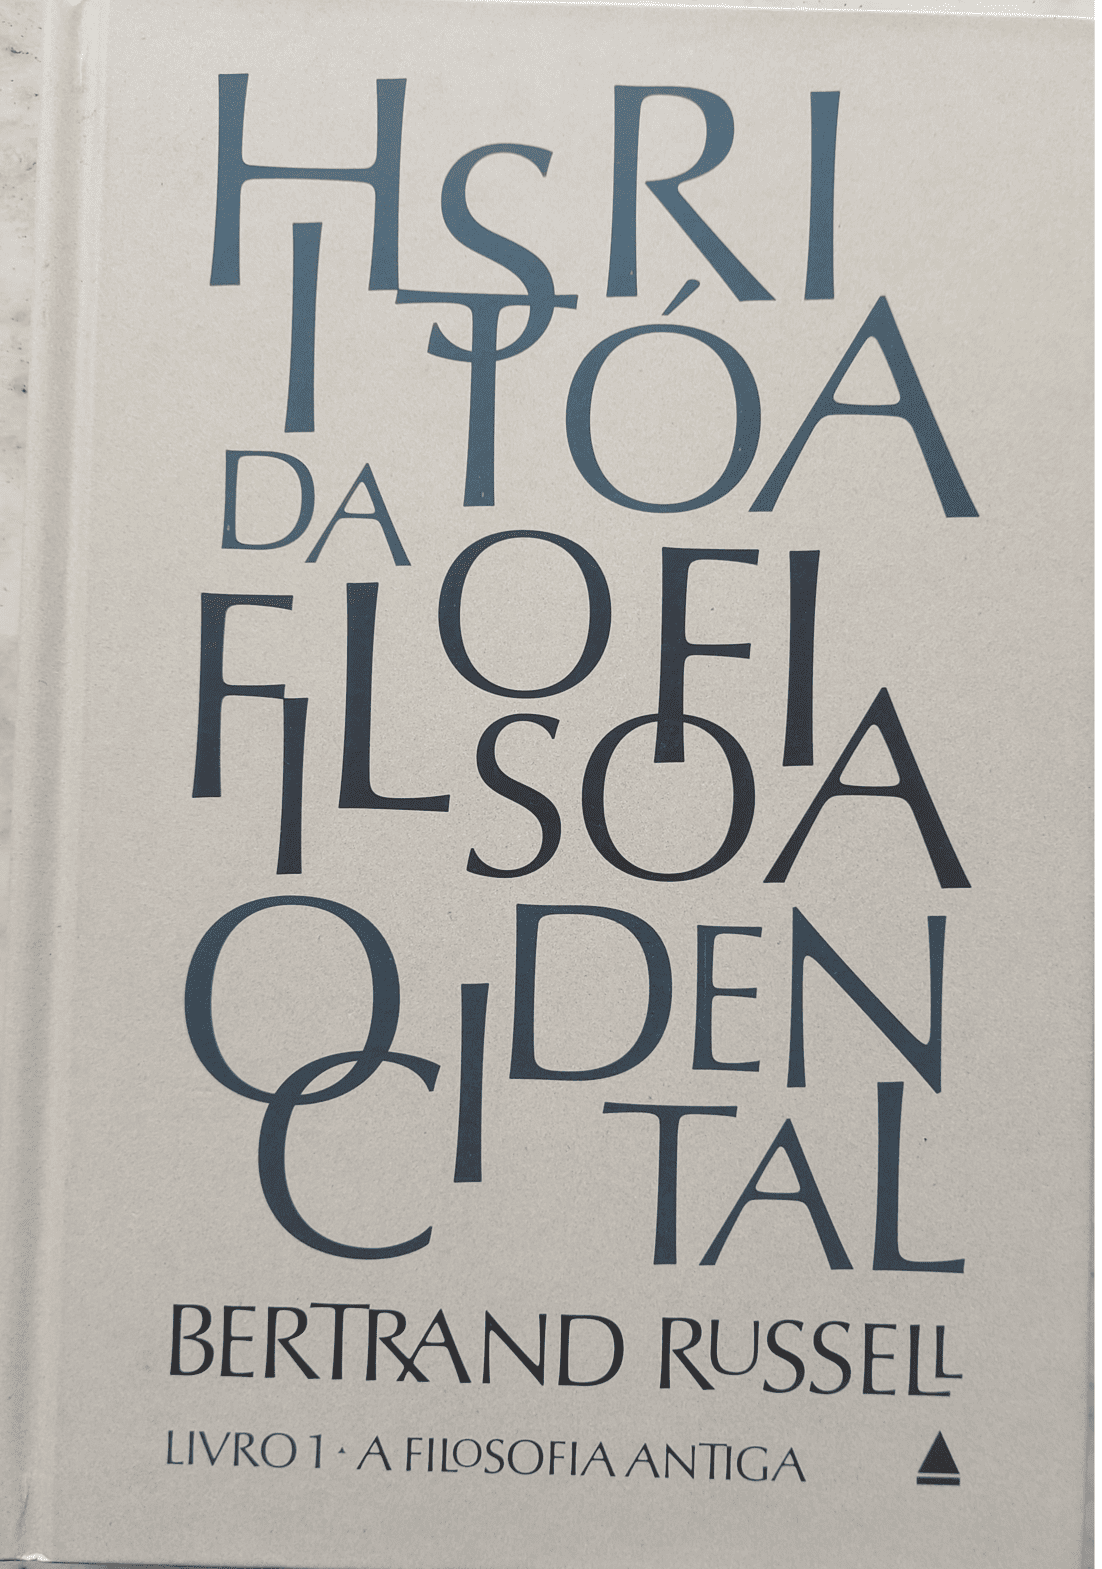 HISTÓRIA
DA
FILOSOFIA
OCIDENTAL
BERTRAND RUSSELL
LIVRO 1 · A FILOSOFIA ANTIGA